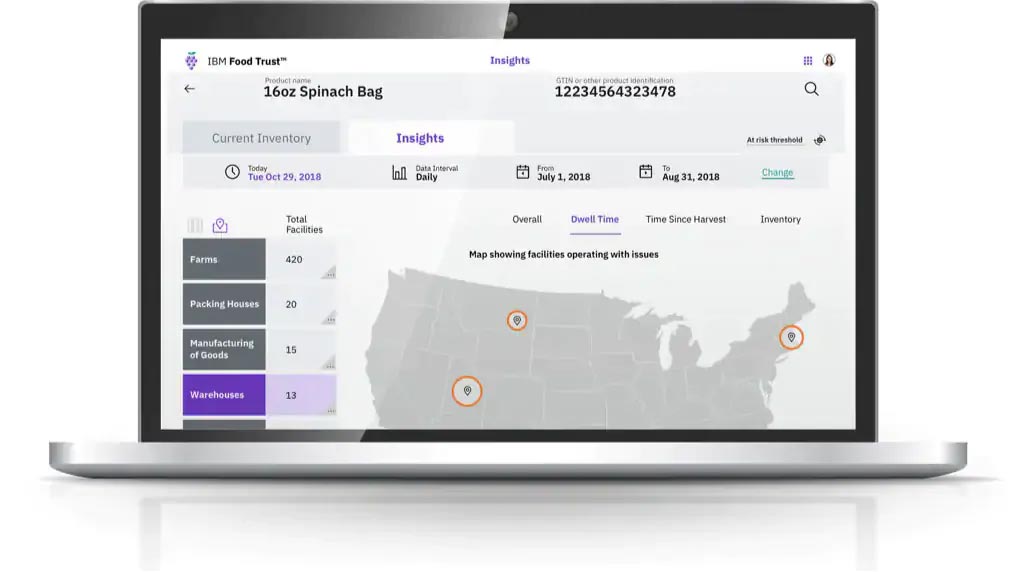 IBM Food Trust™
Insights
Product name
16oz Spinach Bag
GTIN or other product identification
12234564323478
Current Inventory
Insights
At risk threshold
Today
Tue Oct 29, 2018
Data Interval
Daily
From
July 1, 2018
To
Aug 31, 2018
Change
Total
Facilities
Overall
Dwell Time
Time Since Harvest
Inventory
Map showing facilities operating with issues
Farms
420
Packing Houses
20
Manufacturing
of Goods
15
Warehouses
13